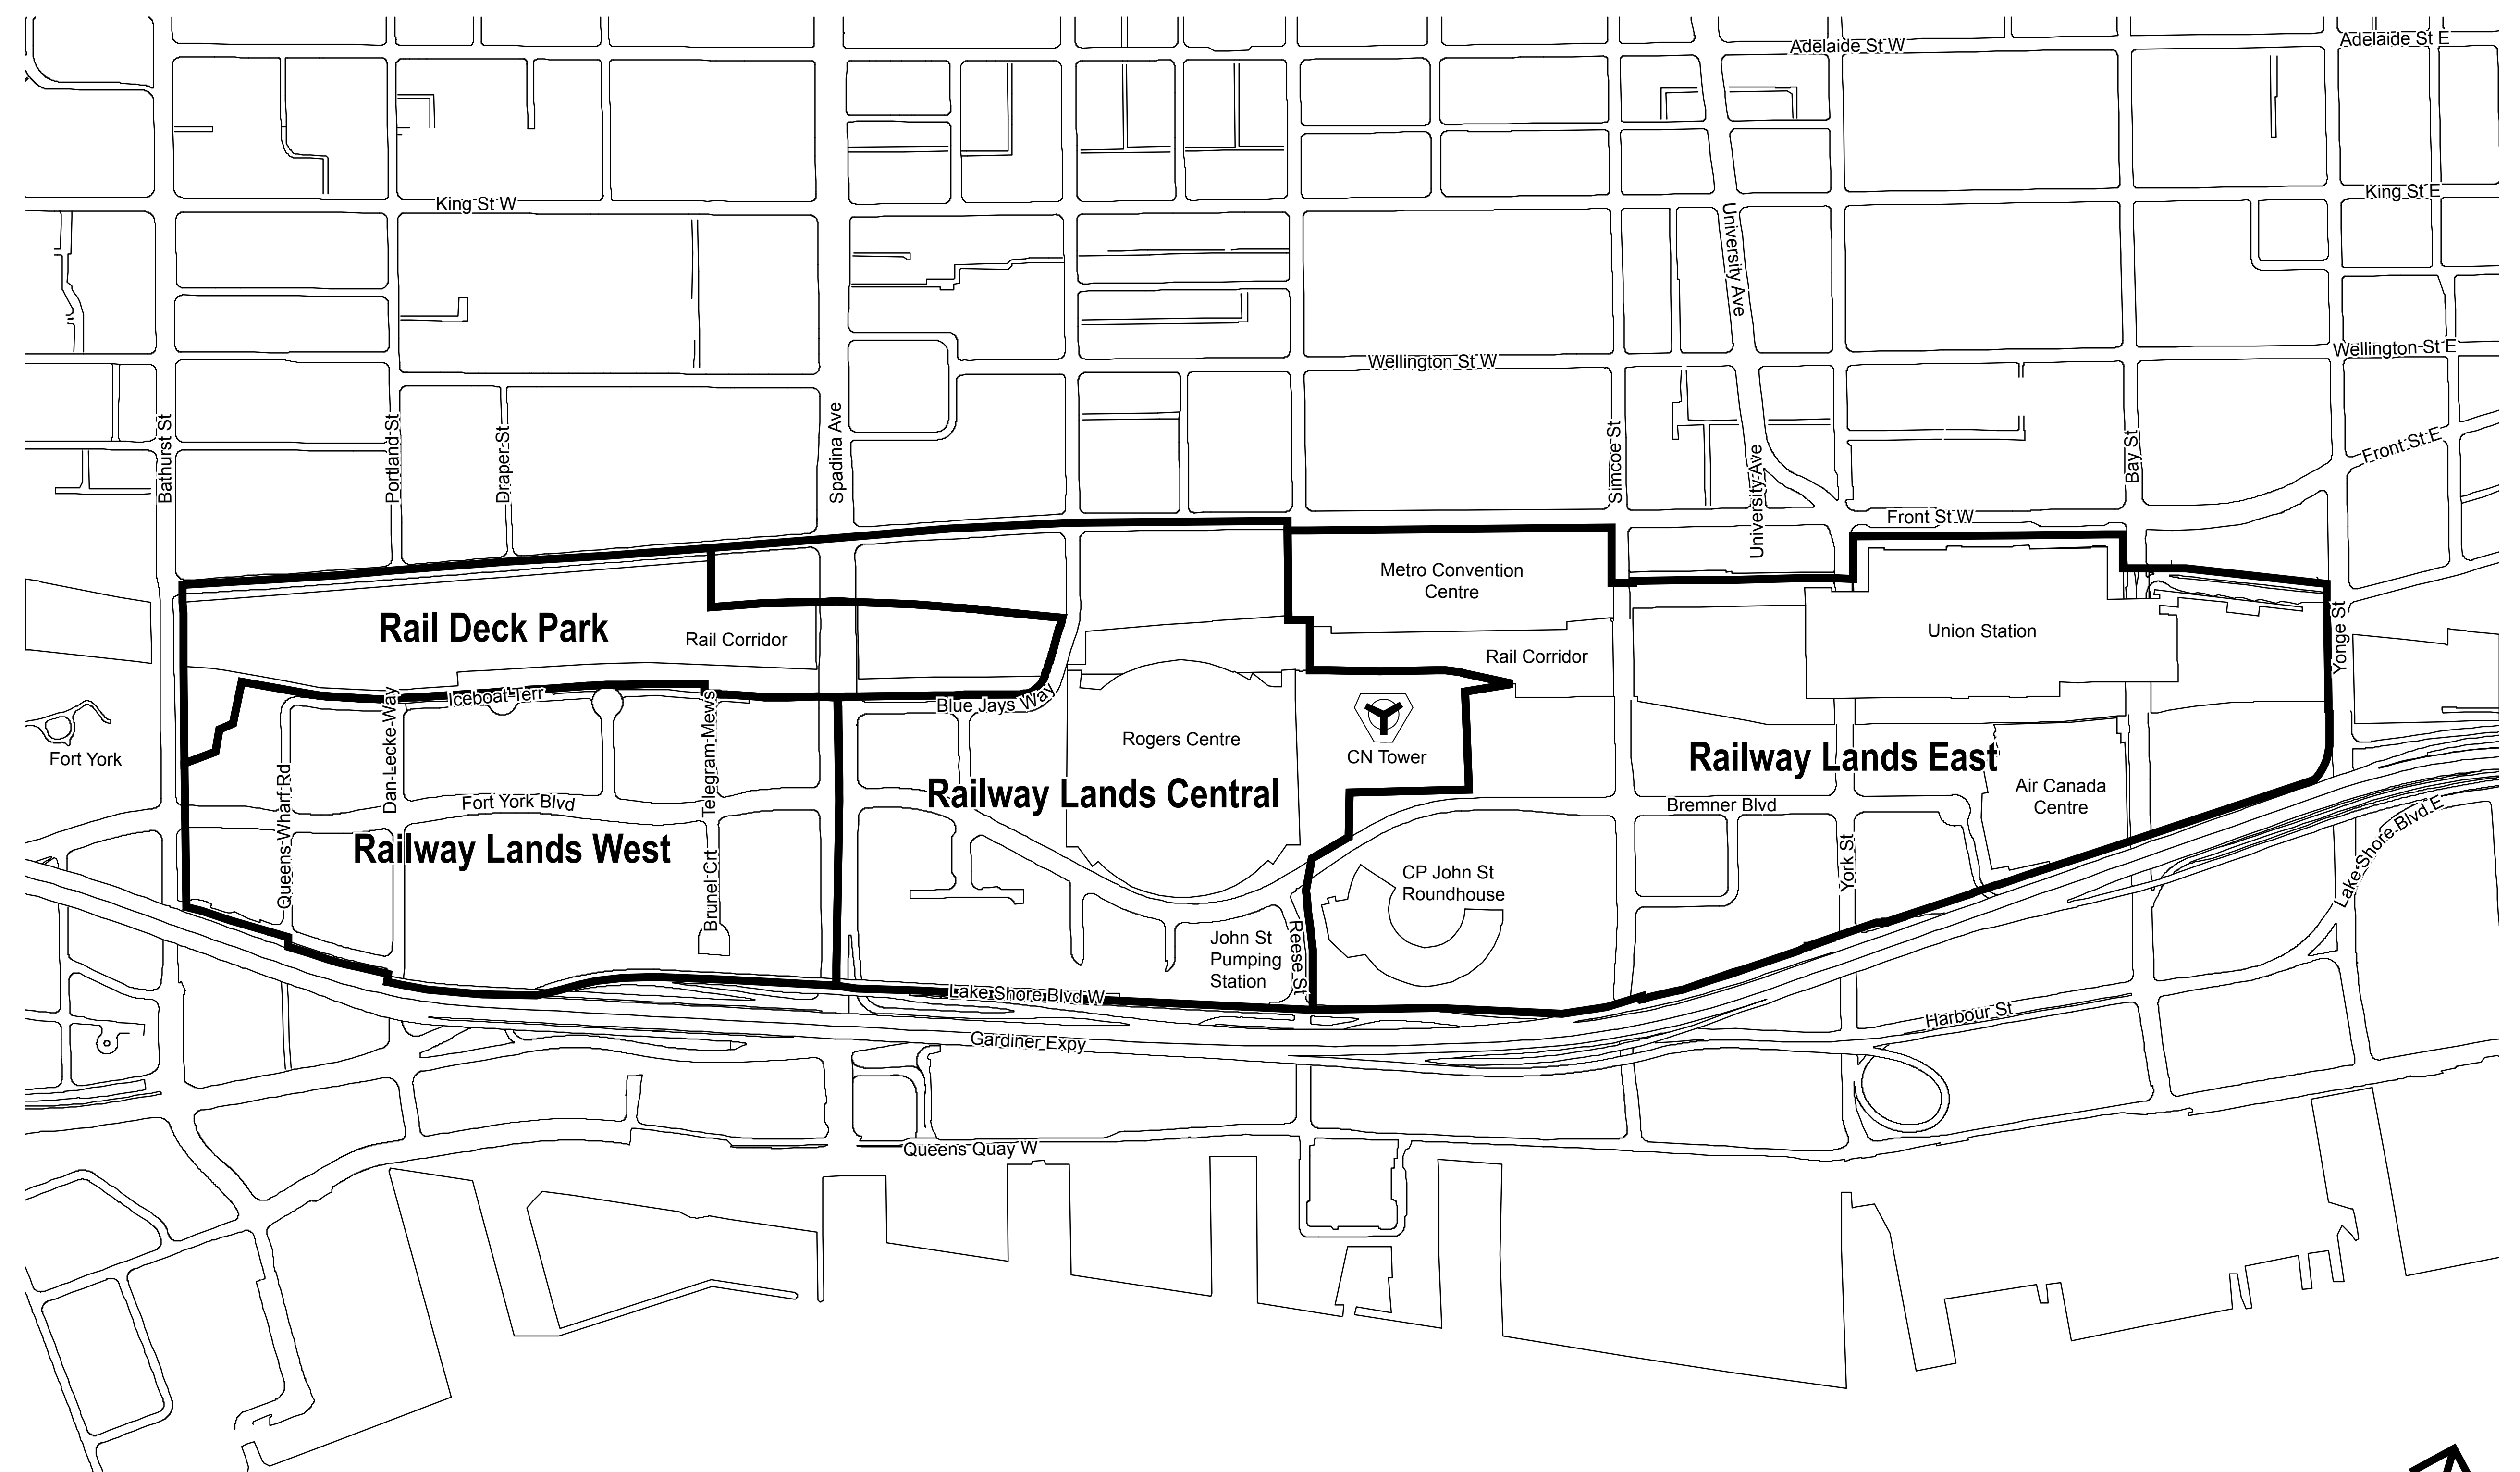 Adelaide St W
Adelaide St E
King St W
King St E
University Ave
Wellington St W
Wellington St E
Bathurst St
Portland St
Draper St
Spadina Ave
Simcoe St
University Ave
Bay St
Front St E
Front St W
Metro Convention
Centre
Rail Deck Park
Rail Corridor
Union Station
Yonge St
Rail Corridor
Iceboat Terr
Blue Jays Way
Dan Lecke Way
Telegram Mews
Fort York
Rogers Centre
CN Tower
Railway Lands East
Queens Wharf Rd
Railway Lands Central
Air Canada
Centre
Fort York Blvd
Bremner Blvd
Railway Lands West
Brunel Crt
York St
Lake Shore Blvd E
CP John St
Roundhouse
John St
Pumping
Station
Reese St
Lake Shore Blvd W
Harbour St
Gardiner Expy
Queens Quay W